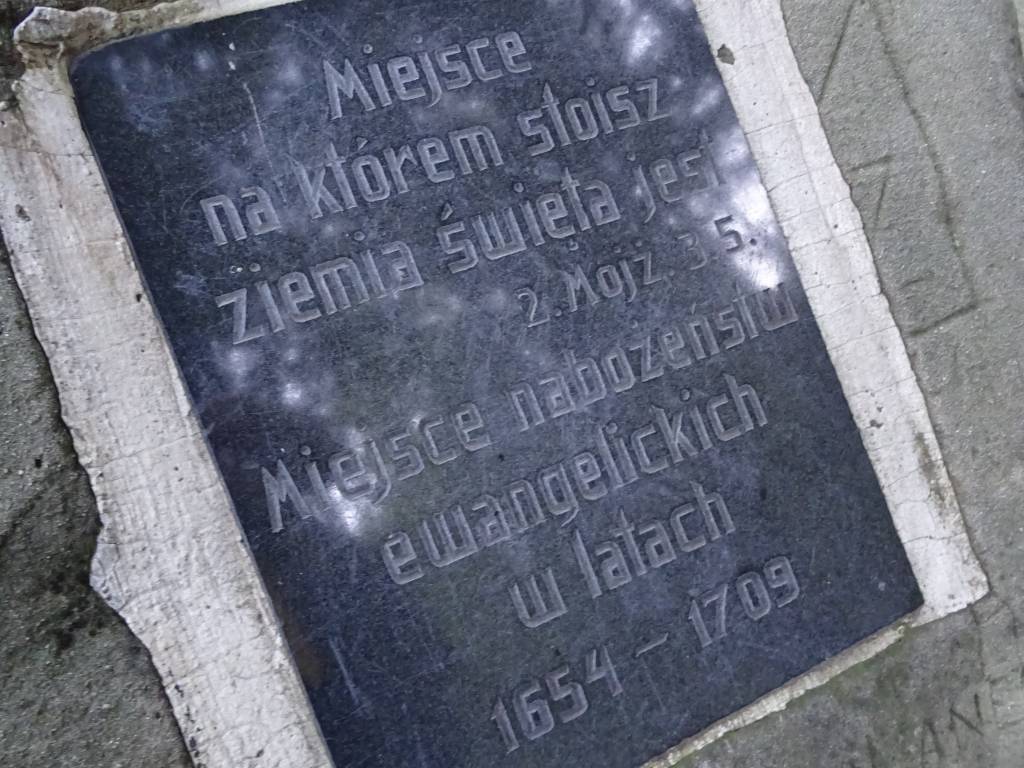 Miejsce
na którem stoisz
ziemia święta jest
2. Mojż. 3 5.
Miejsce nabożeństw
ewangelickich
w latach
1654 - 1709